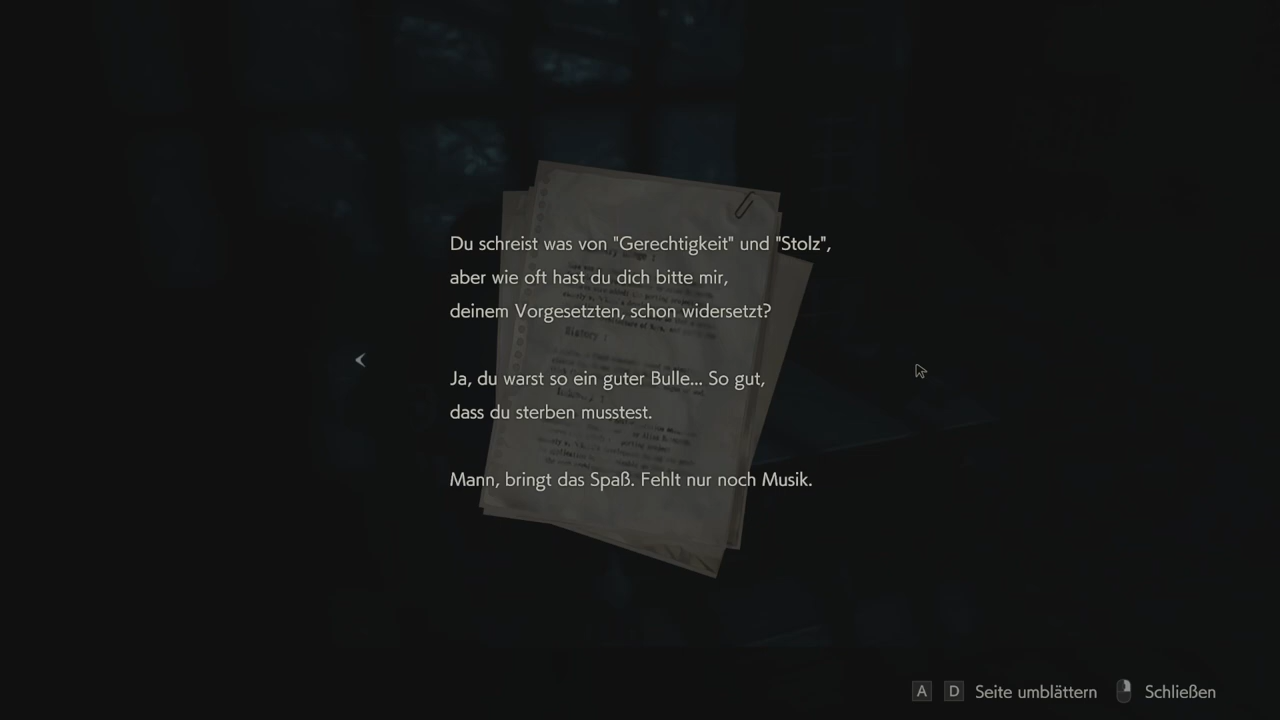 Du schreist was von "Gerechtigkeit" und "Stolz",
aber wie oft hast du dich bitte mir,
deinem Vorgesetzten, schon widersetzt?
Ja, du warst so ein guter Bulle... So gut,
dass du sterben musstest.
Mann, bringt das Spaß. Fehlt nur noch Musik.
History :
A D Seite umblättern Schließen